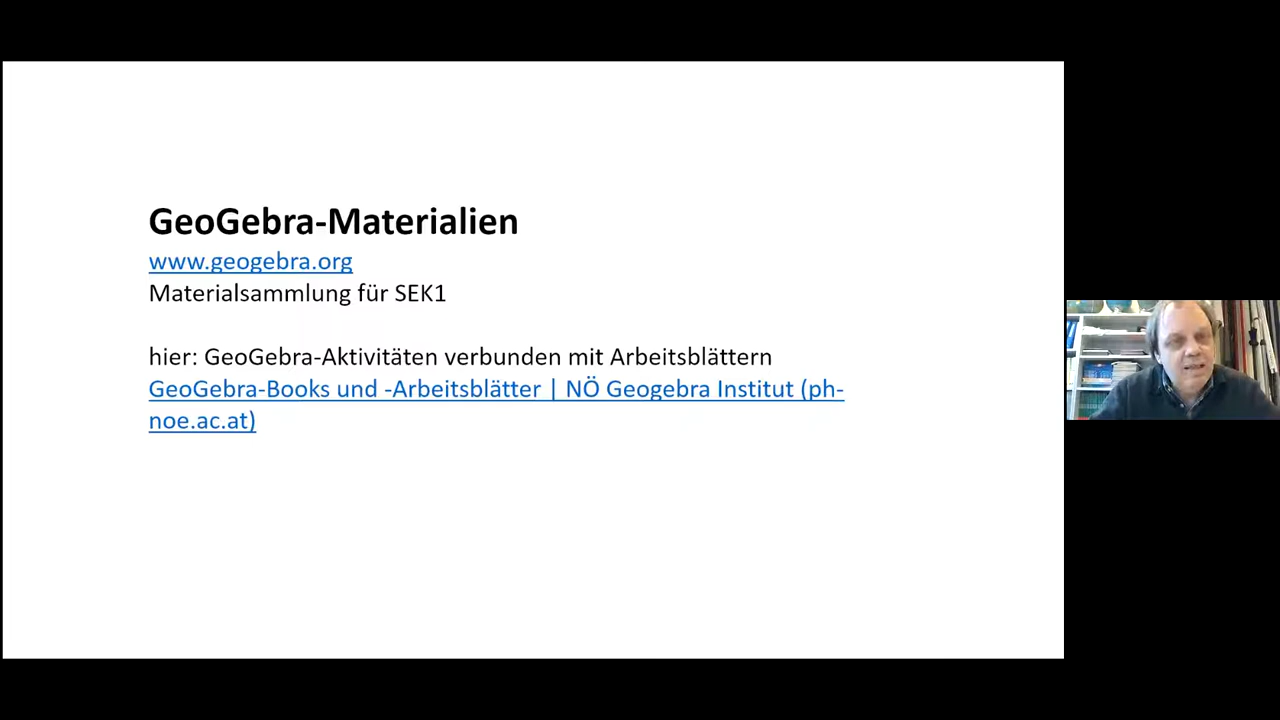 GeoGebra-Materialien
www.geogebra.org
Materialsammlung für SEK1
hier: GeoGebra-Aktivitäten verbunden mit Arbeitsblättern
GeoGebra-Books und -Arbeitsblätter | NÖ Geogebra Institut (ph-
noe.ac.at)